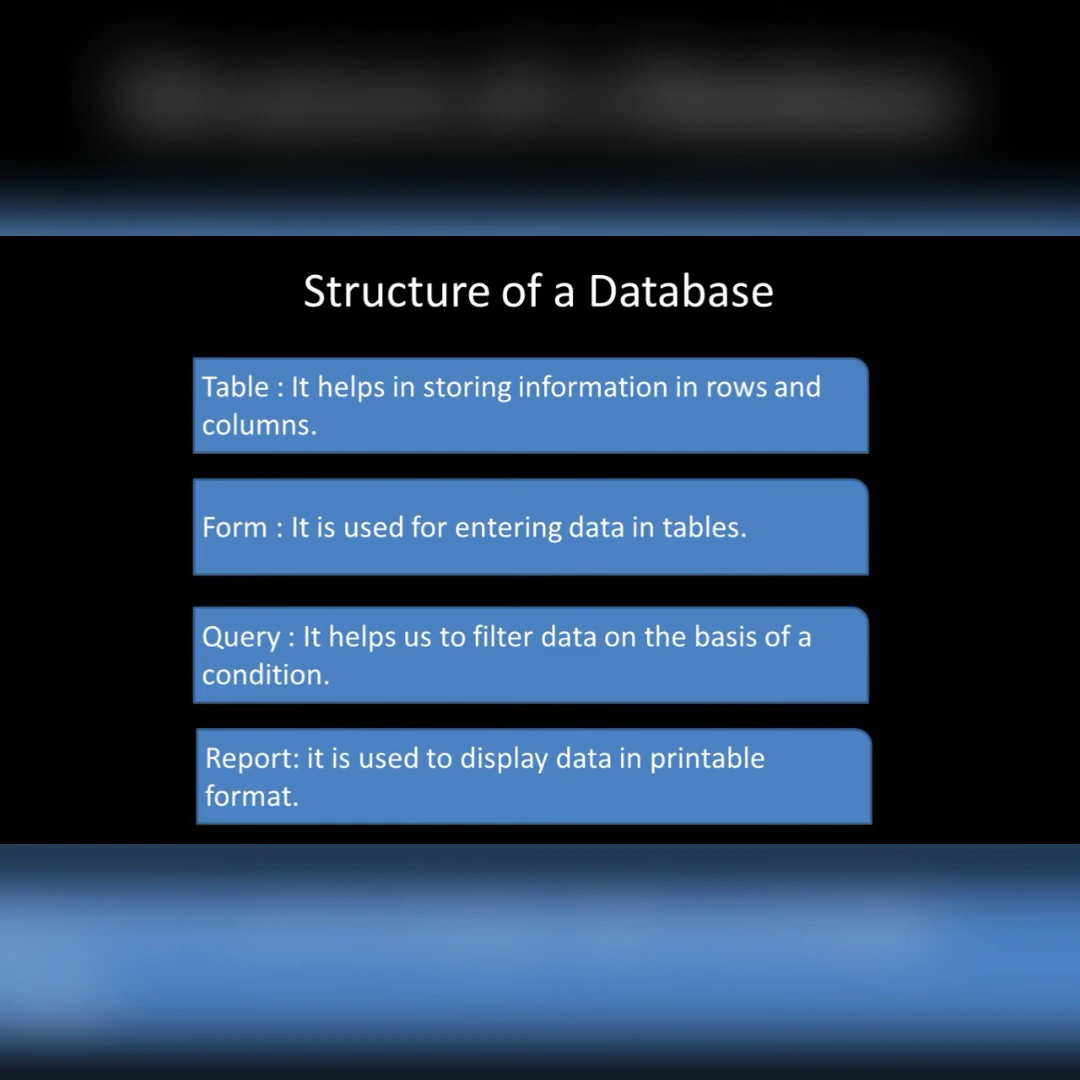 Structure of a Database
Table : It helps in storing information in rows and
columns.
Form : It is used for entering data in tables.
Query : It helps us to filter data on the basis of a
condition.
Report: it is used to display data in printable
format.